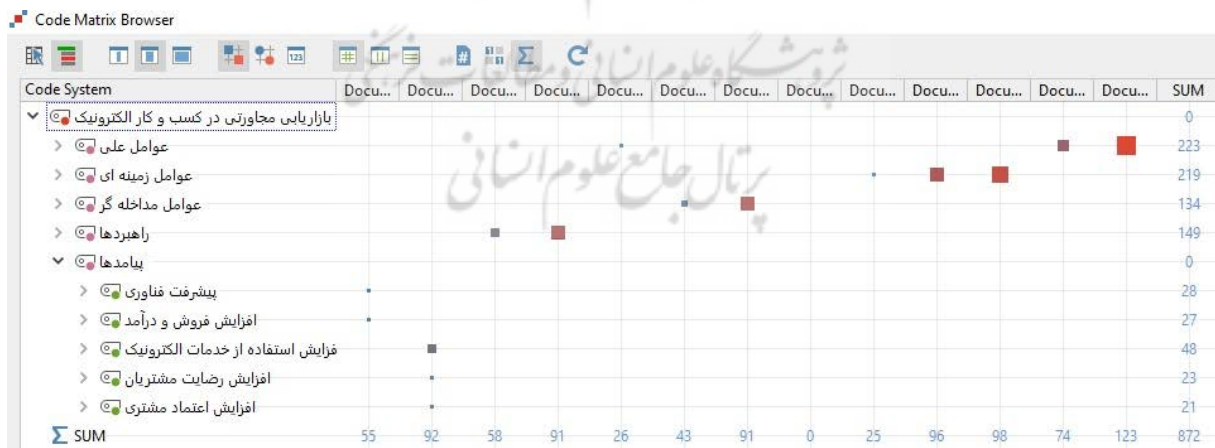 Code Matrix Browser
پژوهشگاه علوم انسانی و مطالعات فرهنگی
Code System Docu... Docu... Docu... Docu... Docu... Docu... Docu... Docu... Docu... Docu... Docu... Docu... Docu... SUM
بازاریابی مجاورتی در کسب و کار الکترونیک 0
پرتال جامع علوم انسانی
عوامل علی 223
عوامل زمینه ای 219
عوامل مداخله گر 134
راهبردها 149
پیامدها 0
پیشرفت فناوری 28
افزایش فروش و درآمد 27
فزایش استفاده از خدمات الکترونیک 48
افزایش رضایت مشتریان 23
افزایش اعتماد مشتری 21
Σ SUM 55 92 58 91 26 43 91 0 25 96 98 74 123 872